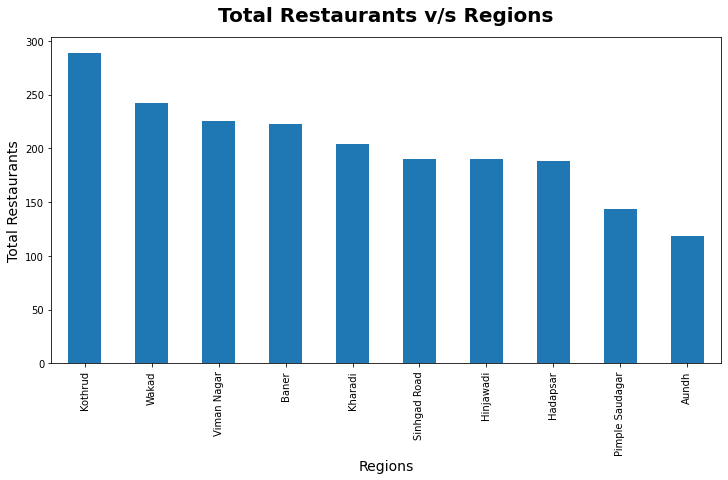 Total Restaurants v/s Regions
Total Restaurants
300
250
200
150
100
50
0
Kothrud
Wakad
Viman Nagar
Baner
Kharadi
Sinhgad Road
Hinjawadi
Hadapsar
Pimple Saudagar
Aundh
Regions